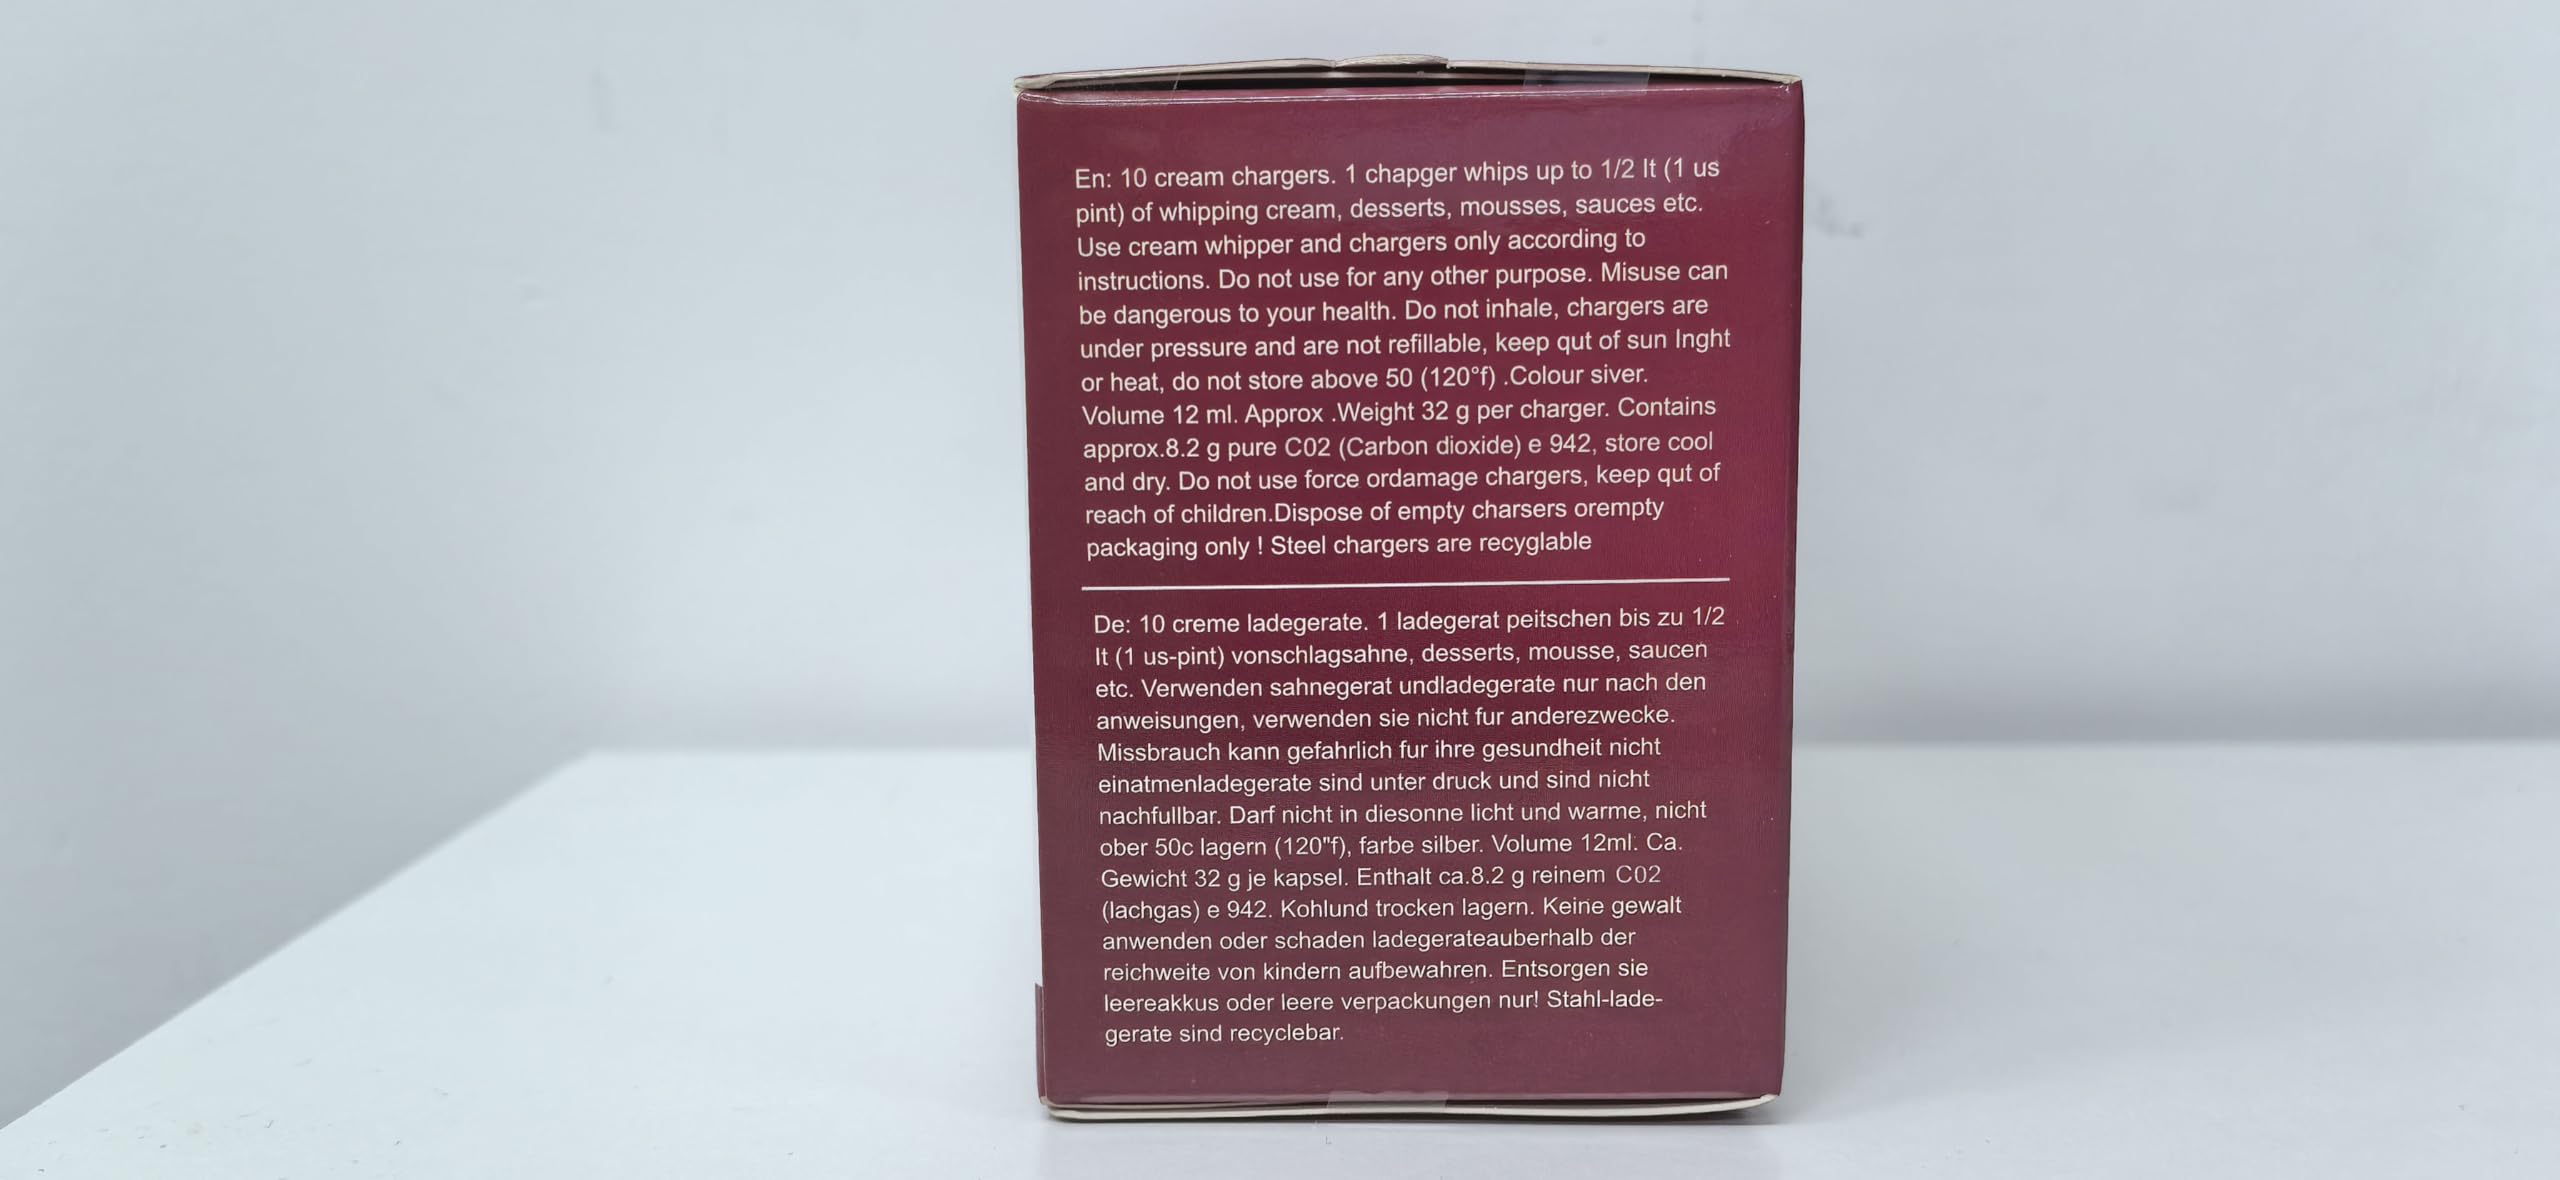 En: 10 cream chargers. 1 chapger whips up to 1/2 lt (1 us
pint) of whipping cream, desserts, mousses, sauces etc.
Use cream whipper and chargers only according to
instructions. Do not use for any other purpose. Misuse can
be dangerous to your health. Do not inhale, chargers are
under pressure and are not refillable, keep qut of sun Inght
or heat, do not store above 50 (120°f) .Colour siver.
Volume 12 ml. Approx .Weight 32 g per charger. Contains
approx.8.2 g pure C02 (Carbon dioxide) e 942, store cool
and dry. Do not use force ordamage chargers, keep qut of
reach of children.Dispose of empty charsers orempty
packaging only ! Steel chargers are recyglable
De: 10 creme ladegerate. 1 ladegerat peitschen bis zu 1/2
lt (1 us-pint) vonschlagsahne, desserts, mousse, saucen
etc. Verwenden sahnegerat undladegerate nur nach den
anweisungen, verwenden sie nicht fur anderezwecke.
Missbrauch kann gefahrlich fur ihre gesundheit nicht
einatmenladegerate sind unter druck und sind nicht
nachfullbar. Darf nicht in diesonne licht und warme, nicht
ober 50c lagern (120"f), farbe silber. Volume 12ml. Ca.
Gewicht 32 g je kapsel. Enthalt ca.8.2 g reinem C02
(lachgas) e 942. Kohlund trocken lagern. Keine gewalt
anwenden oder schaden ladegerateauberhalb der
reichweite von kindern aufbewahren. Entsorgen sie
leereakkus oder leere verpackungen nur! Stahl-lade-
gerate sind recyclebar.